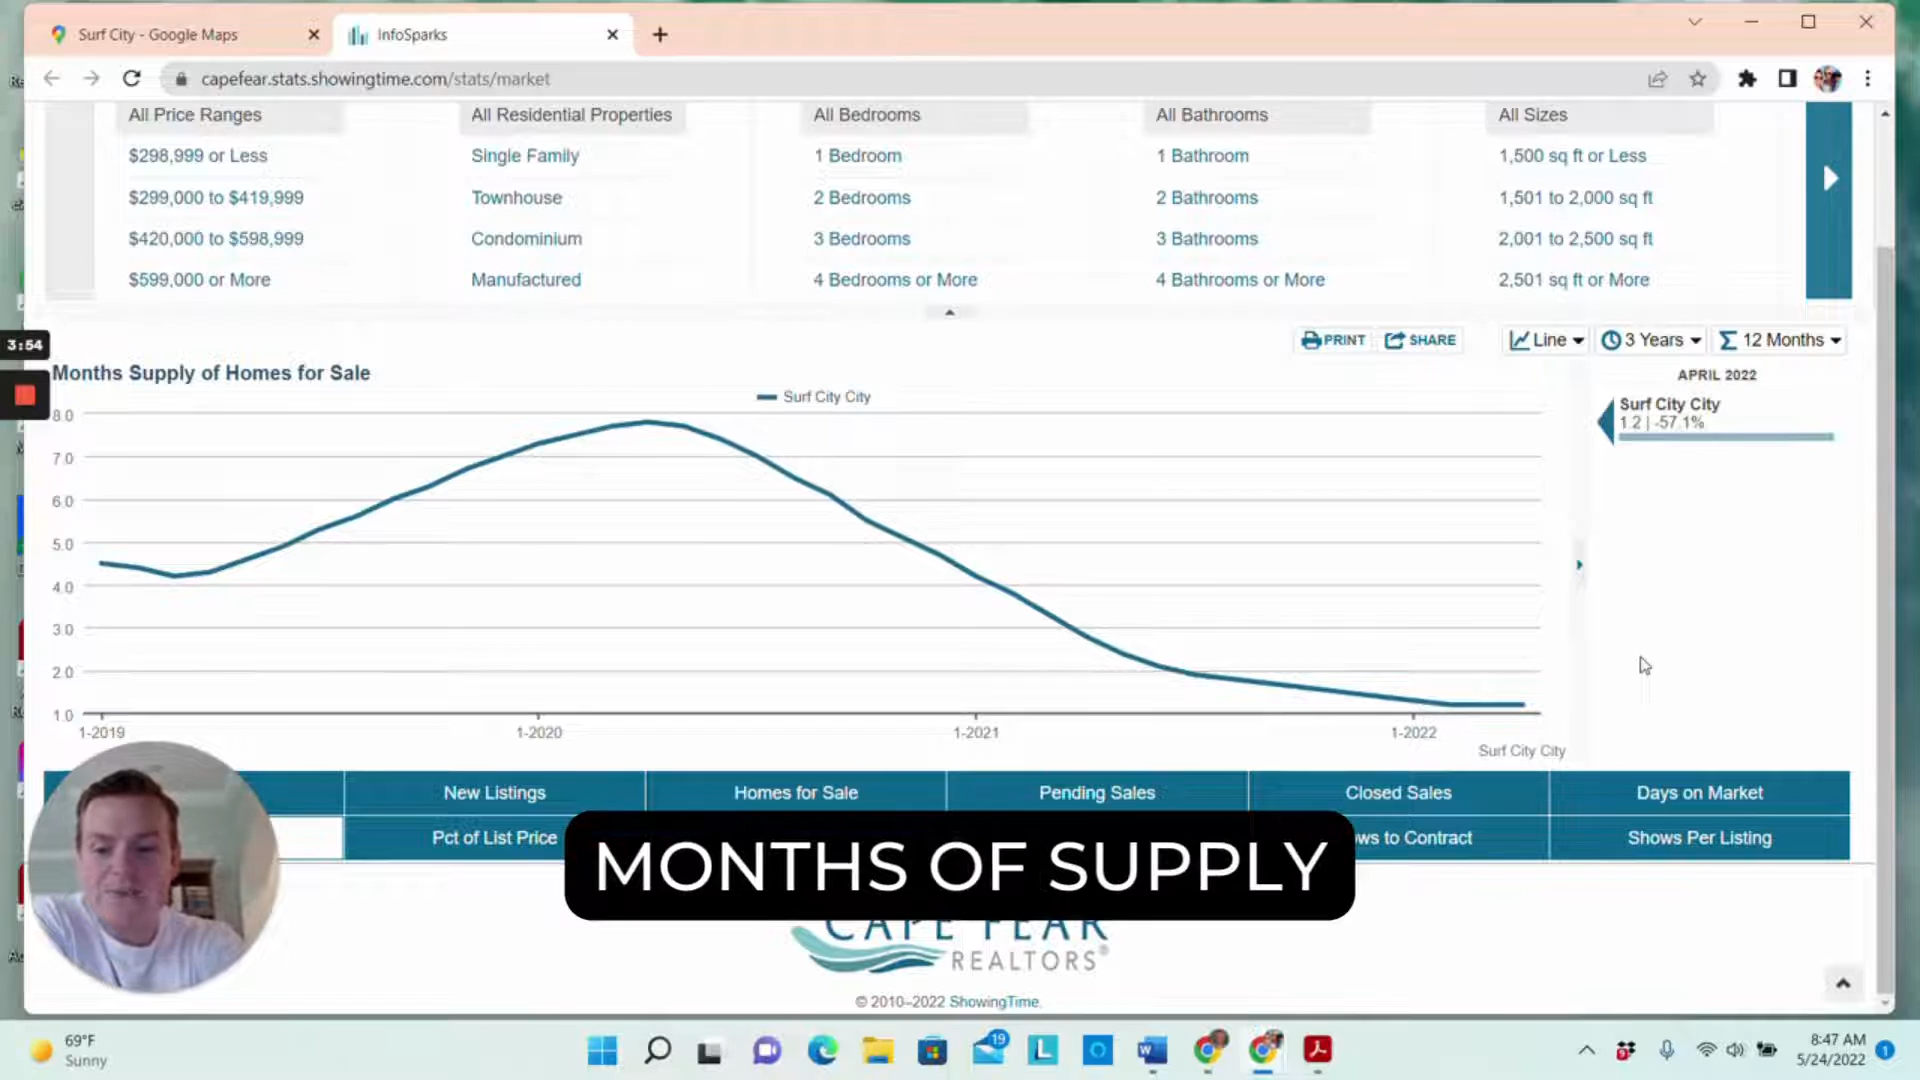 Surf City - Google Maps
InfoSparks
capefear.stats.showingtime.com/stats/market
All Price Ranges
All Residential Properties
All Bedrooms
All Bathrooms
All Sizes
$298,999 or Less
Single Family
1 Bedroom
1 Bathroom
1,500 sq ft or Less
$299,000 to $419,999
Townhouse
2 Bedrooms
2 Bathrooms
1,501 to 2,000 sq ft
$420,000 to $598,999
Condominium
3 Bedrooms
3 Bathrooms
2,001 to 2,500 sq ft
$599,000 or More
Manufactured
4 Bedrooms or More
4 Bathrooms or More
2,501 sq ft or More
3:54
PRINT
SHARE
Line
3 Years
12 Months
Months Supply of Homes for Sale
APRIL 2022
Surf City City
Surf City City
1.2 | -57.1%
8.0
7.0
6.0
5.0
4.0
3.0
2.0
1.0
1-2019
1-2020
1-2021
1-2022
Surf City City
New Listings
Homes for Sale
Pending Sales
Closed Sales
Days on Market
Pct of List Price
ws to Contract
Shows Per Listing
MONTHS OF SUPPLY
CAPE FEAR
REALTORS®
© 2010–2022 ShowingTime.
69°F
Sunny
19
8:47 AM
5/24/2022
1